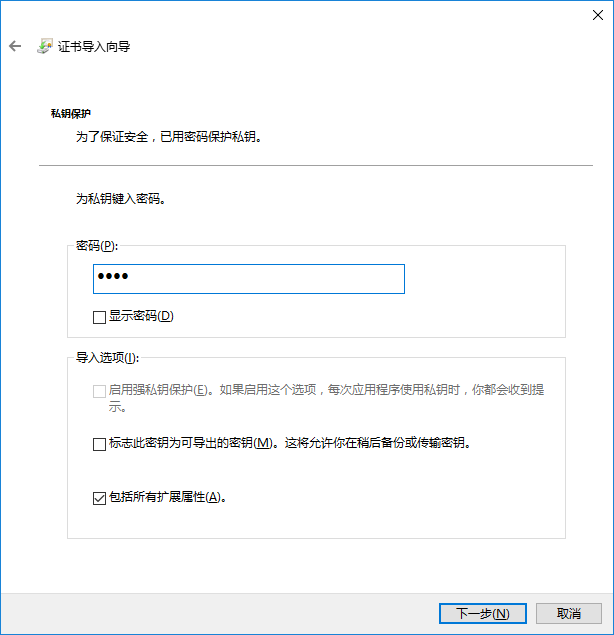 证书导入向导
私钥保护
为了保证安全，已用密码保护私钥。
为私钥键入密码。
密码(P):
••••
显示密码(D)
导入选项(I):
启用强私钥保护(E)。如果启用这个选项，每次应用程序使用私钥时，你都会收到提
示。
标志此密钥为可导出的密钥(M)。这将允许你在稍后备份或传输密钥。
包括所有扩展属性(A)。
下一步(N)
取消